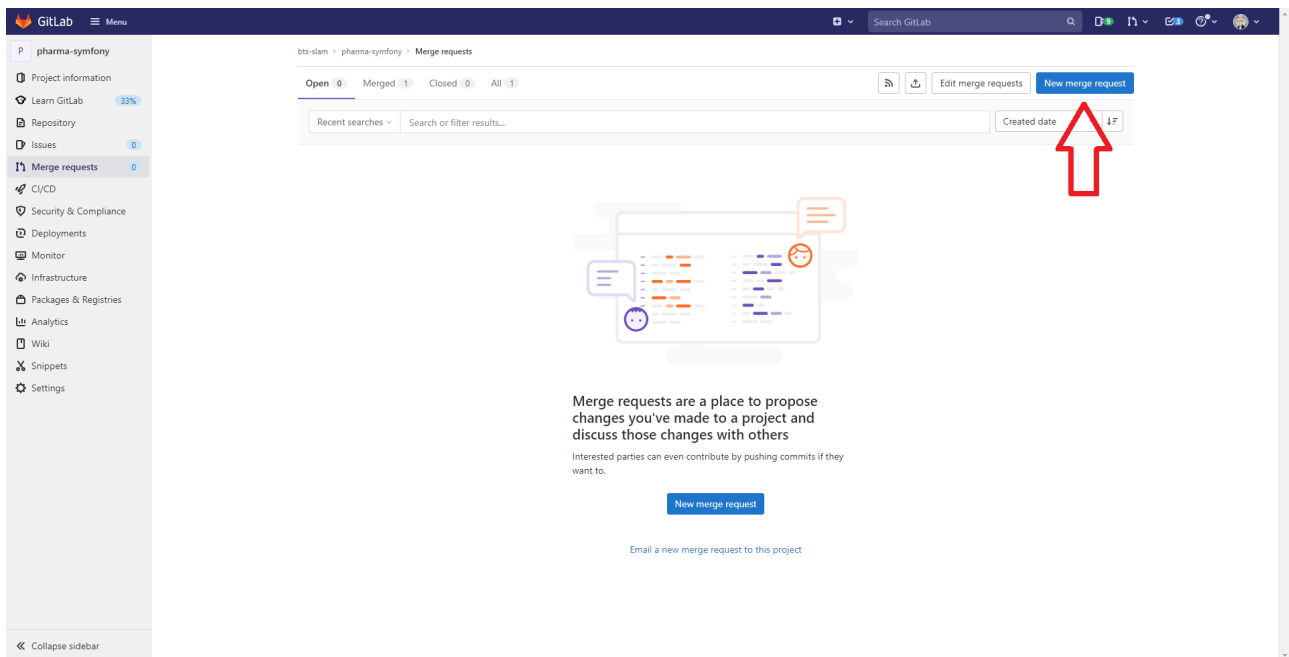 GitLab Menu Search GitLab 9 3
P pharma-symfony
Project information
Learn GitLab 33%
Repository
Issues 0
Merge requests 0
CI/CD
Security & Compliance
Deployments
Monitor
Infrastructure
Packages & Registries
Analytics
Wiki
Snippets
Settings
Collapse sidebar
bts-slam > pharma-symfony > Merge requests
Open 0 Merged 1 Closed 0 All 1 Edit merge requests New merge request
Recent searches Search or filter results... Created date
Merge requests are a place to propose
changes you've made to a project and
discuss those changes with others
Interested parties can even contribute by pushing commits if they
want to.
New merge request
Email a new merge request to this project